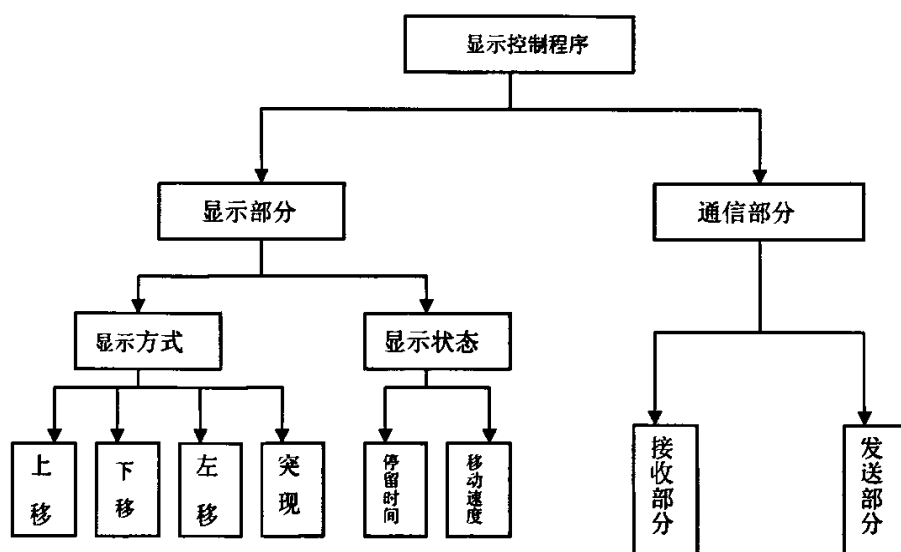 显示控制程序
显示部分
通信部分
显示方式
显示状态
上移
下移
左移
突现
停留时间
移动速度
接收部分
发送部分